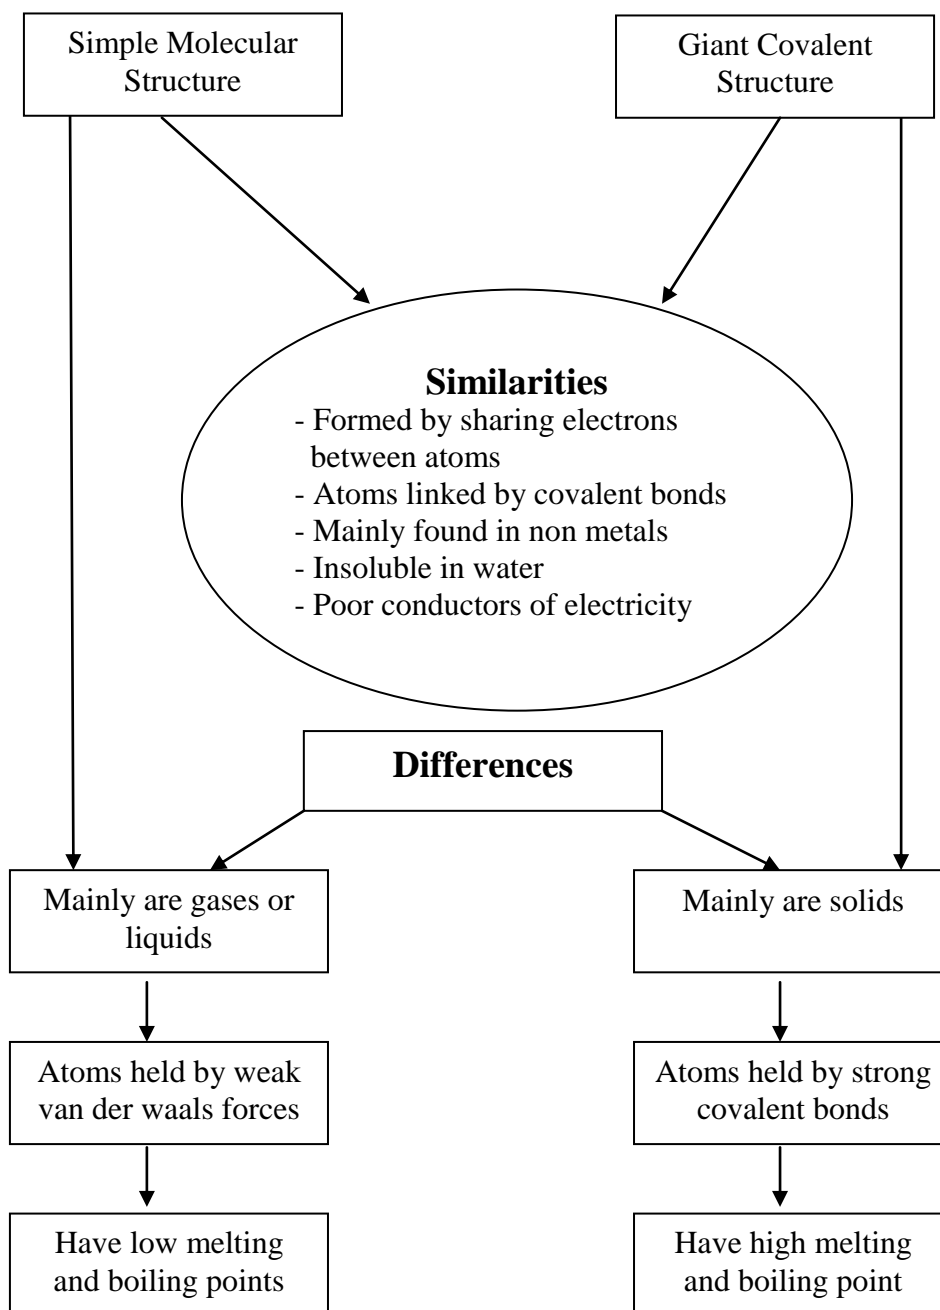 Simple Molecular
Structure
Giant Covalent
Structure
Similarities
- Formed by sharing electrons
between atoms
- Atoms linked by covalent bonds
- Mainly found in non metals
- Insoluble in water
- Poor conductors of electricity
Differences
Mainly are gases or
liquids
Mainly are solids
Atoms held by weak
van der waals forces
Atoms held by strong
covalent bonds
Have low melting
and boiling points
Have high melting
and boiling point